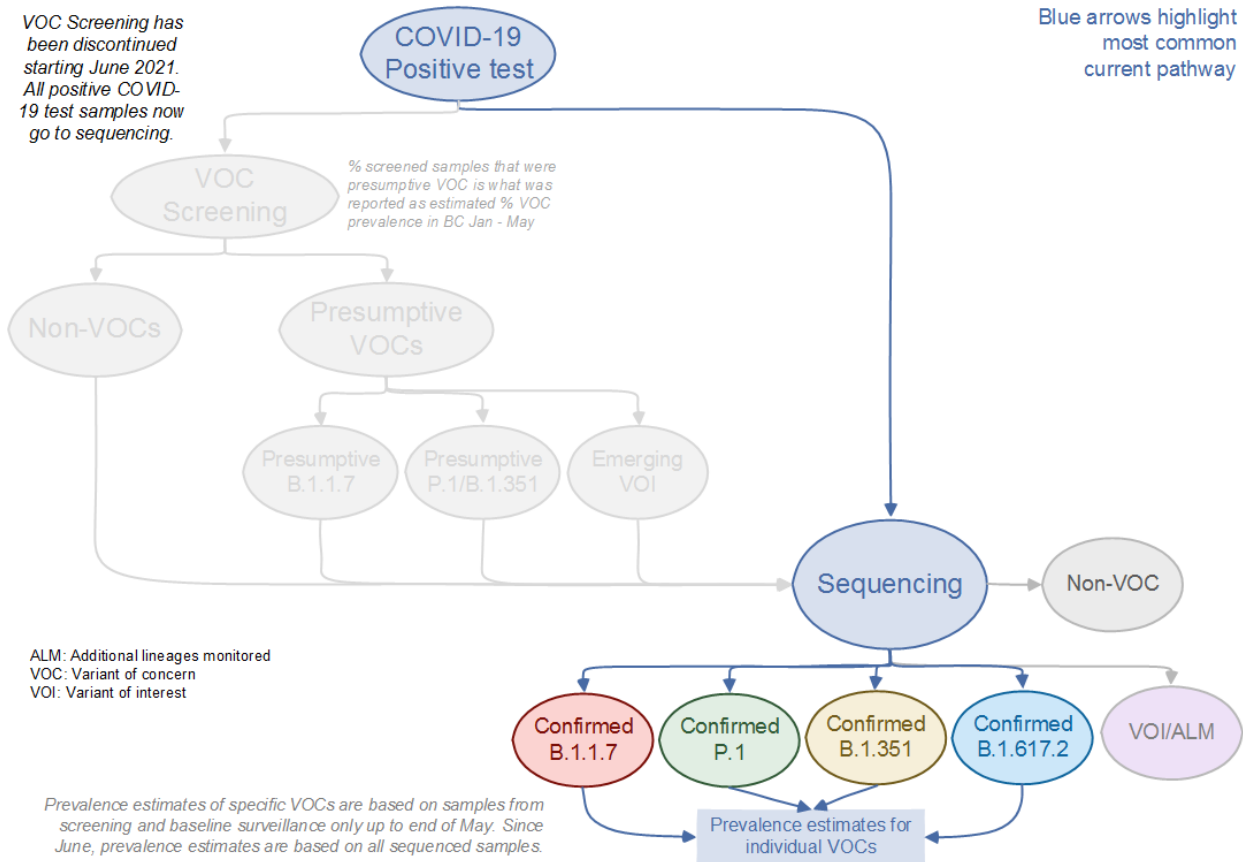 VOC Screening has
been discontinued
starting June 2021.
All positive COVID-
19 test samples now
go to sequencing.
COVID-19
Positive test
Blue arrows highlight
most common
current pathway
VOC
Screening
% screened samples that were
presumptive VOC is what was
reported as estimated % VOC
prevalence in BC Jan - May
Non-VOCs
Presumptive
VOCs
Presumptive
B.1.1.7
Presumptive
P.1/B.1.351
Emerging
VOI
Sequencing
Non-VOC
ALM: Additional lineages monitored
VOC: Variant of concern
VOI: Variant of interest
Confirmed
B.1.1.7
Confirmed
P.1
Confirmed
B.1.351
Confirmed
B.1.617.2
VOI/ALM
Prevalence estimates of specific VOCs are based on samples from
screening and baseline surveillance only up to end of May. Since
June, prevalence estimates are based on all sequenced samples.
Prevalence estimates for
individual VOCs